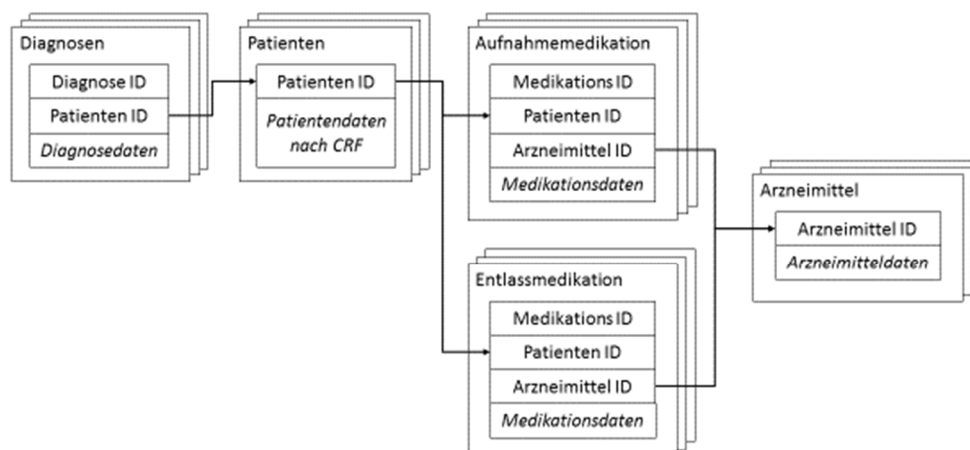 Diagnosen
Diagnose ID
Patienten ID
Diagnosedaten
Patienten
Patienten ID
Patientendaten
nach CRF
Aufnahmemedikation
Medikations ID
Patienten ID
Arzneimittel ID
Medikationsdaten
Entlassmedikation
Medikations ID
Patienten ID
Arzneimittel ID
Medikationsdaten
Arzneimittel
Arzneimittel ID
Arzneimitteldaten